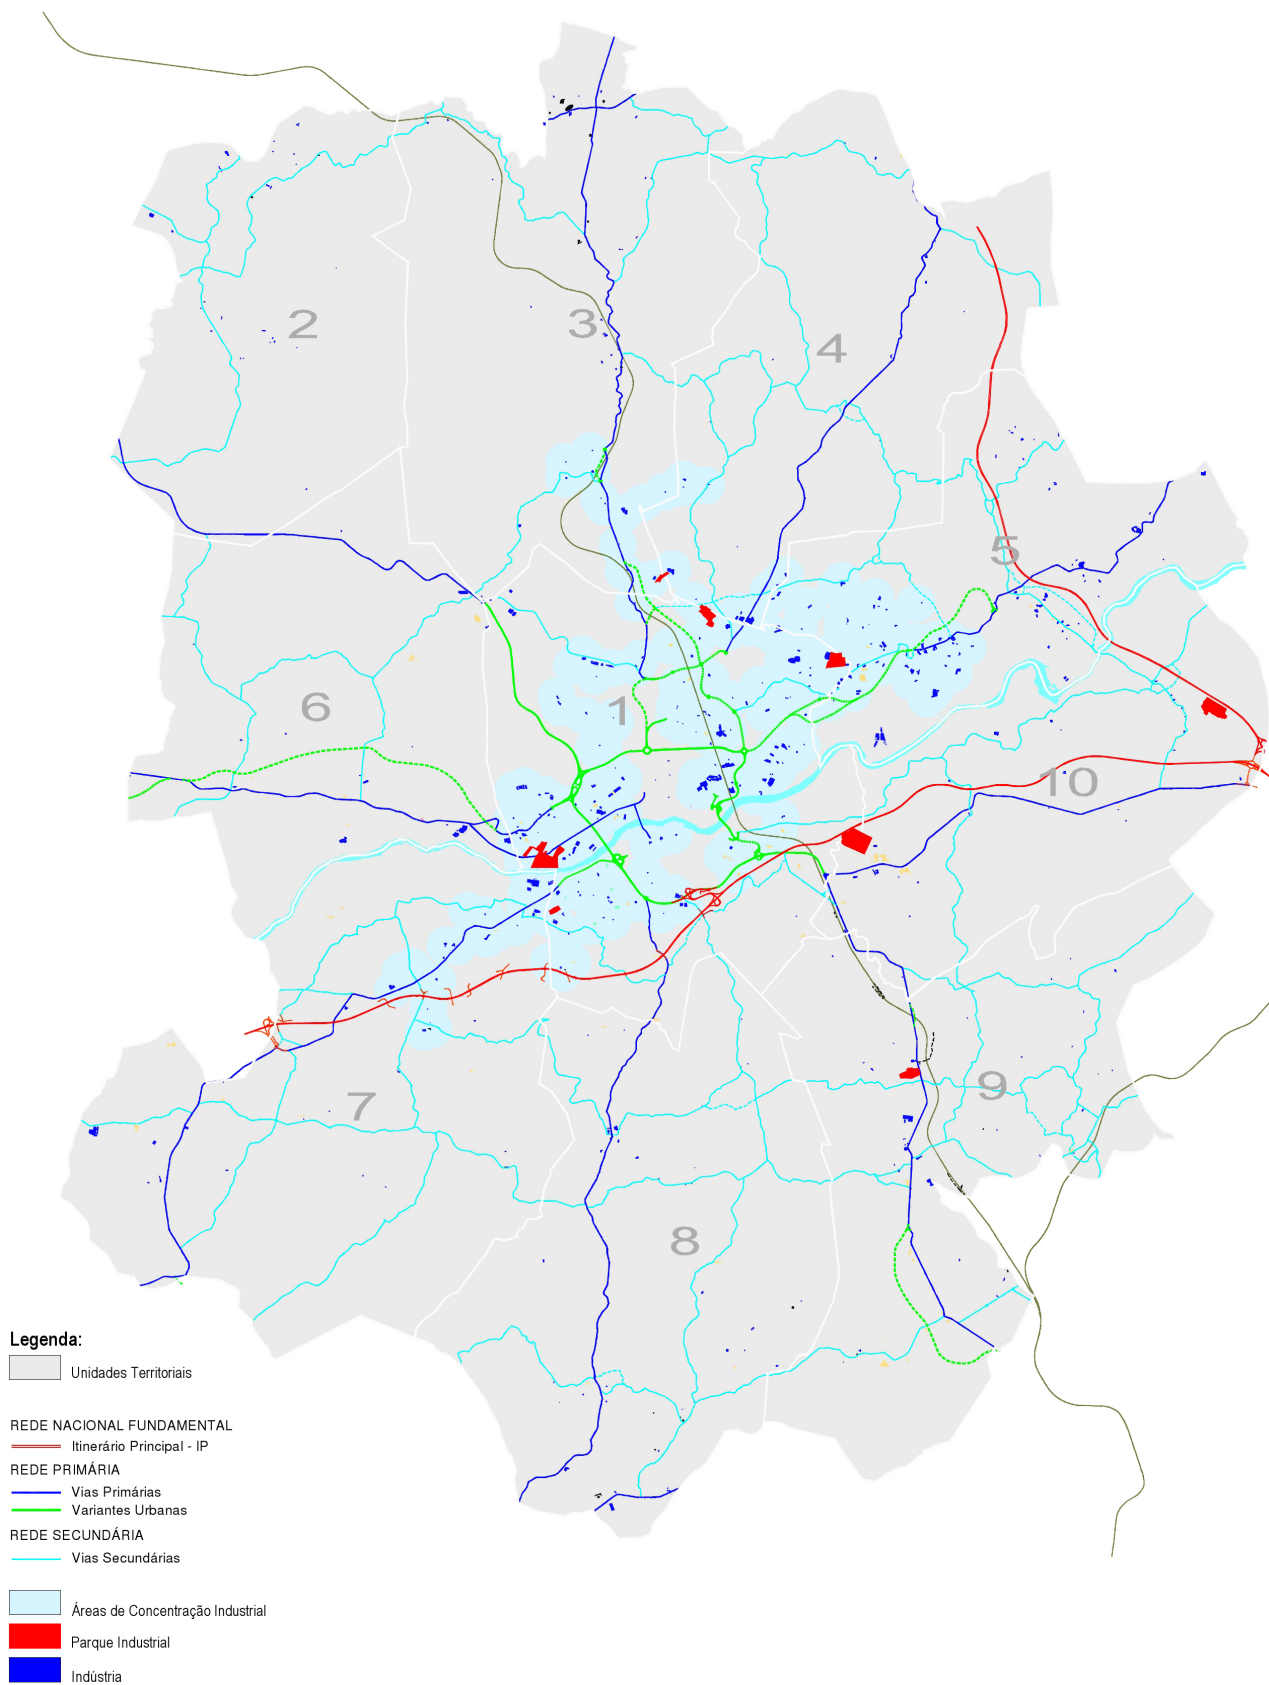 2
3
4
5
6
1
10
7
9
8
Legenda:
Unidades Territoriais
REDE NACIONAL FUNDAMENTAL
Itinerário Principal - IP
REDE PRIMÁRIA
Vias Primárias
Variantes Urbanas
REDE SECUNDÁRIA
Vias Secundárias
Áreas de Concentração Industrial
Parque Industrial
Indústria